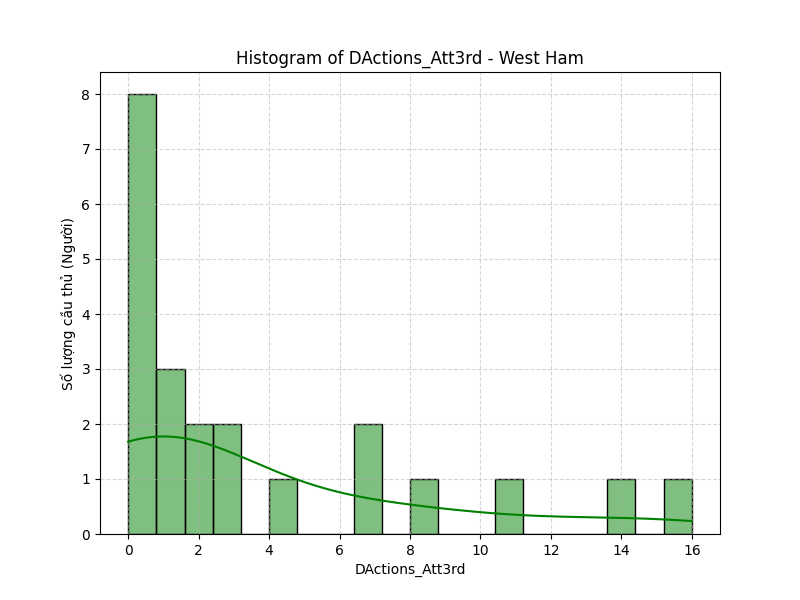 Histogram of DActions_Att3rd - West Ham
Số lượng cầu thủ (Người)
8
7
6
5
4
3
2
1
0
0 2 4 6 8 10 12 14 16
DActions_Att3rd